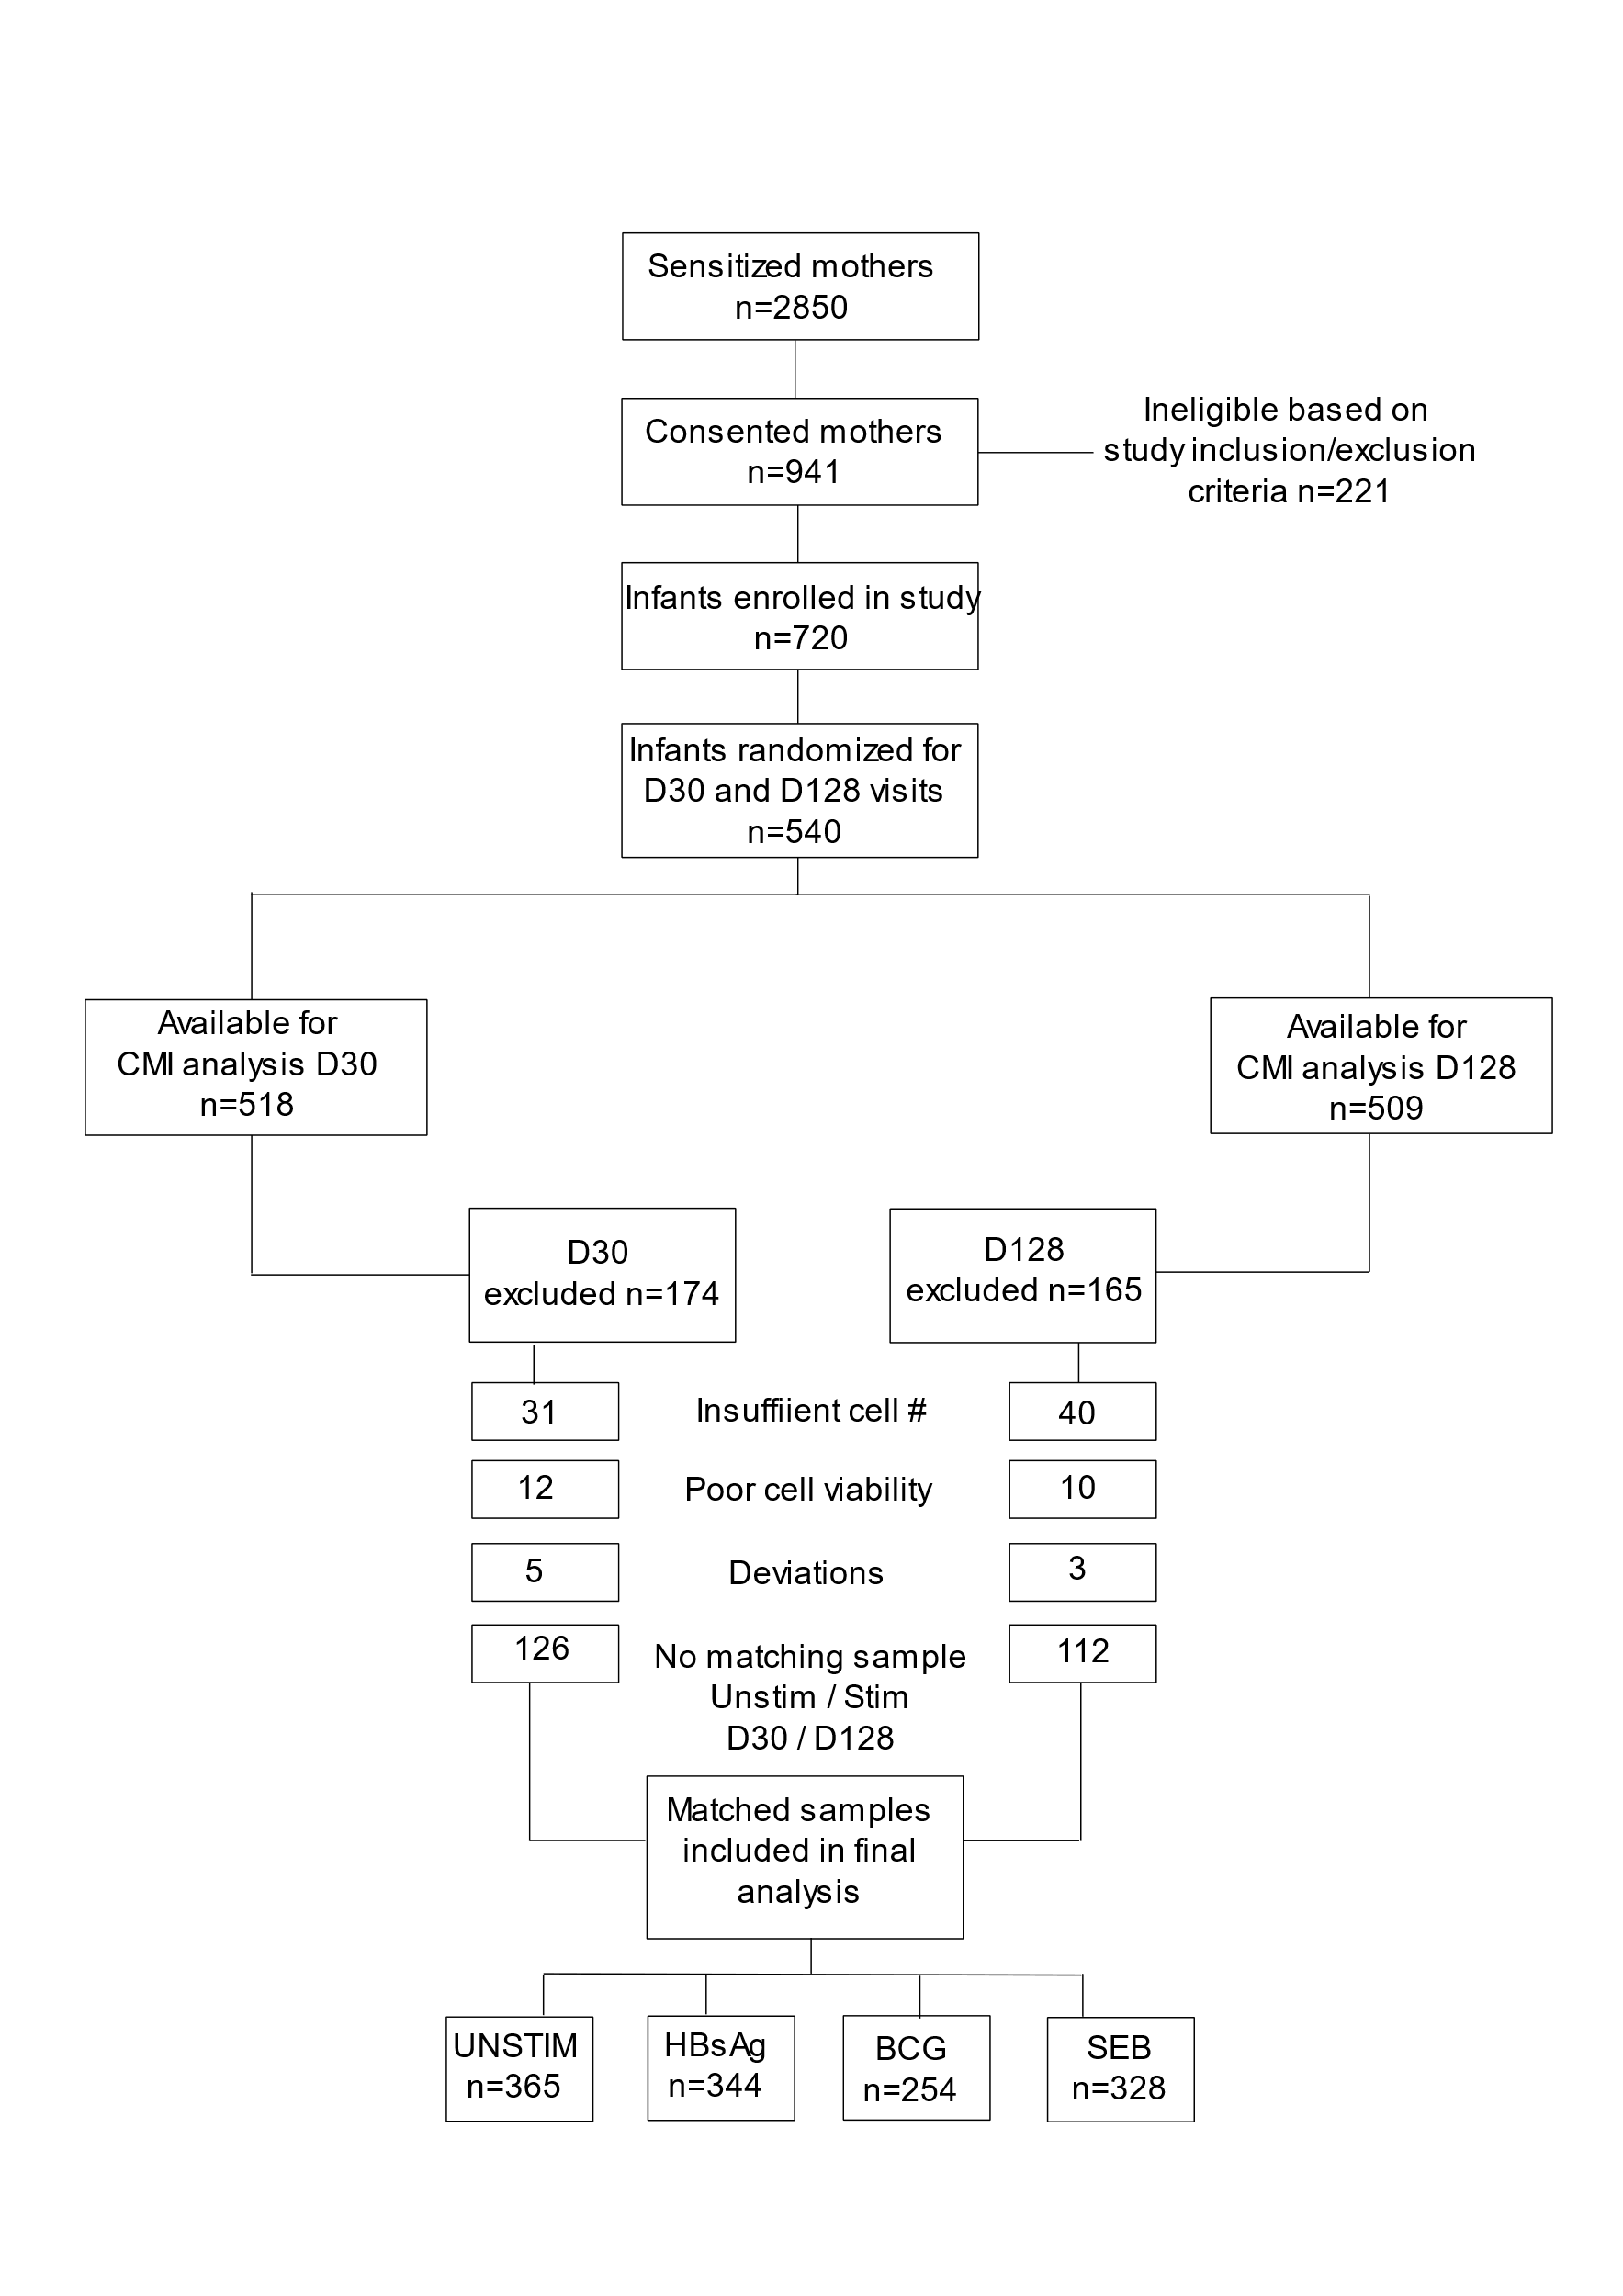 Sensitized mothers
n=2850
Consented mothers
n=941
Ineligible based on
study inclusion/exclusion
criteria n=221
Infants enrolled in study
n=720
Infants randomized for
D30 and D128 visits
n=540
Available for
CMI analysis D30
n=518
Available for
CMI analysis D128
n=509
D30
excluded n=174
D128
excluded n=165
31
Insuffiient cell #
40
12
Poor cell viability
10
5
Deviations
3
126
No matching sample
Unstim / Stim
D30 / D128
112
Matched samples
included in final
analysis
UNSTIM
n=365
HBsAg
n=344
BCG
n=254
SEB
n=328